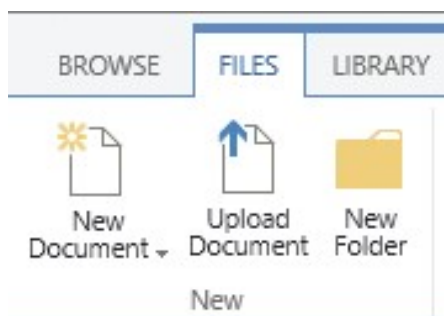 BROWSE FILES LIBRARY
New Upload New
Document Document Folder
New